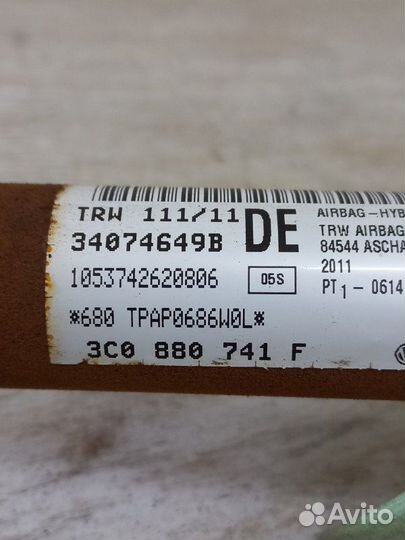 TRW 111/11 DE AIRBAG-HYB
34074649B TRW AIRBAG
84544 ASCHA
1053742620806 05S 2011
PT1- 0614
*680 TPAP0686W0L*
3C0 880 741 F
Avito